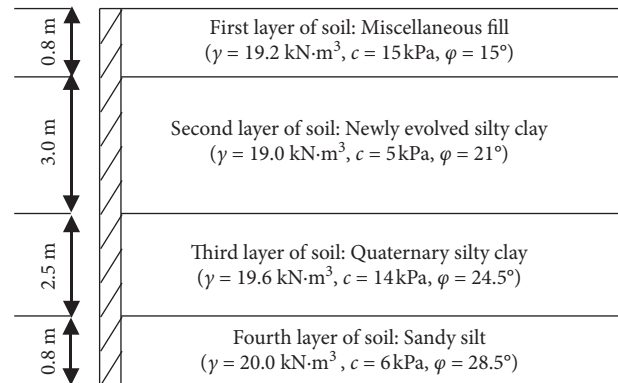 0.8 m
First layer of soil: Miscellaneous fill
(γ = 19.2 kN·m³, c = 15 kPa, φ = 15°)
3.0 m
Second layer of soil: Newly evolved silty clay
(γ = 19.0 kN·m³, c = 5 kPa, φ = 21°)
2.5 m
Third layer of soil: Quaternary silty clay
(γ = 19.6 kN·m³, c = 14 kPa, φ = 24.5°)
0.8 m
Fourth layer of soil: Sandy silt
(γ = 20.0 kN·m³ , c = 6 kPa, φ = 28.5°)